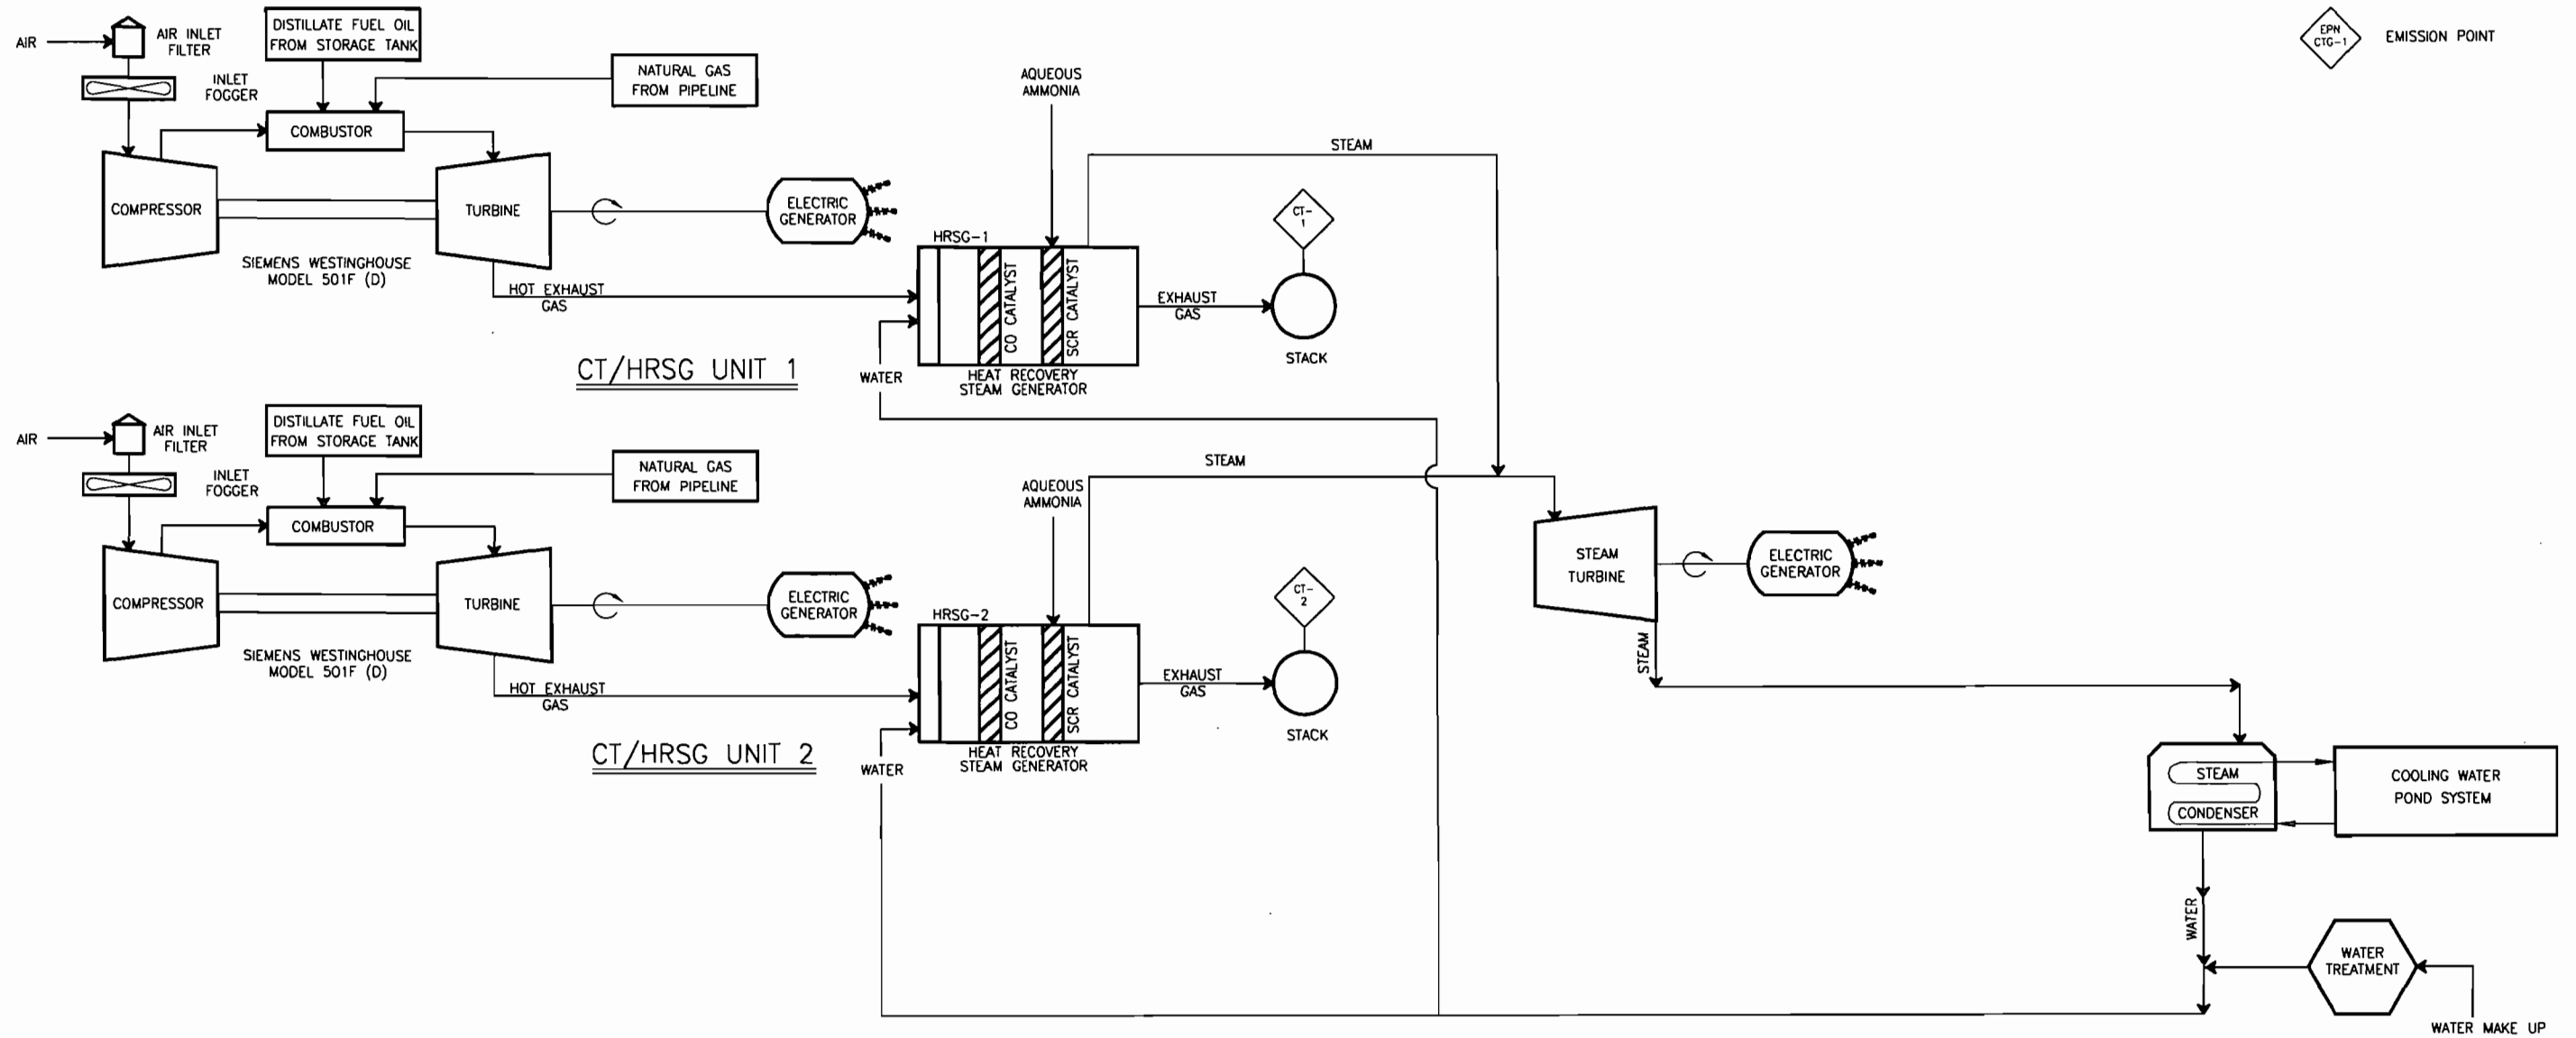 AIR
AIR INLET
FILTER
DISTILLATE FUEL OIL
FROM STORAGE TANK
NATURAL GAS
FROM PIPELINE
INLET
FOGGER
COMBUSTOR
COMPRESSOR
TURBINE
ELECTRIC
GENERATOR
SIEMENS WESTINGHOUSE
MODEL 501F (D)
HOT EXHAUST
GAS
AQUEOUS
AMMONIA
STEAM
HRSG-1
CO CATALYST
SCR CATALYST
HEAT RECOVERY
STEAM GENERATOR
WATER
EXHAUST
GAS
CT-
1
STACK
CT/HRSG UNIT 1
EPN
CTG-1
EMISSION POINT
AIR
AIR INLET
FILTER
DISTILLATE FUEL OIL
FROM STORAGE TANK
NATURAL GAS
FROM PIPELINE
INLET
FOGGER
COMBUSTOR
COMPRESSOR
TURBINE
ELECTRIC
GENERATOR
SIEMENS WESTINGHOUSE
MODEL 501F (D)
HOT EXHAUST
GAS
AQUEOUS
AMMONIA
STEAM
HRSG-2
CO CATALYST
SCR CATALYST
HEAT RECOVERY
STEAM GENERATOR
WATER
EXHAUST
GAS
CT-
2
STACK
CT/HRSG UNIT 2
STEAM
TURBINE
ELECTRIC
GENERATOR
STEAM
STEAM
CONDENSER
COOLING WATER
POND SYSTEM
WATER
WATER
TREATMENT
WATER MAKE UP